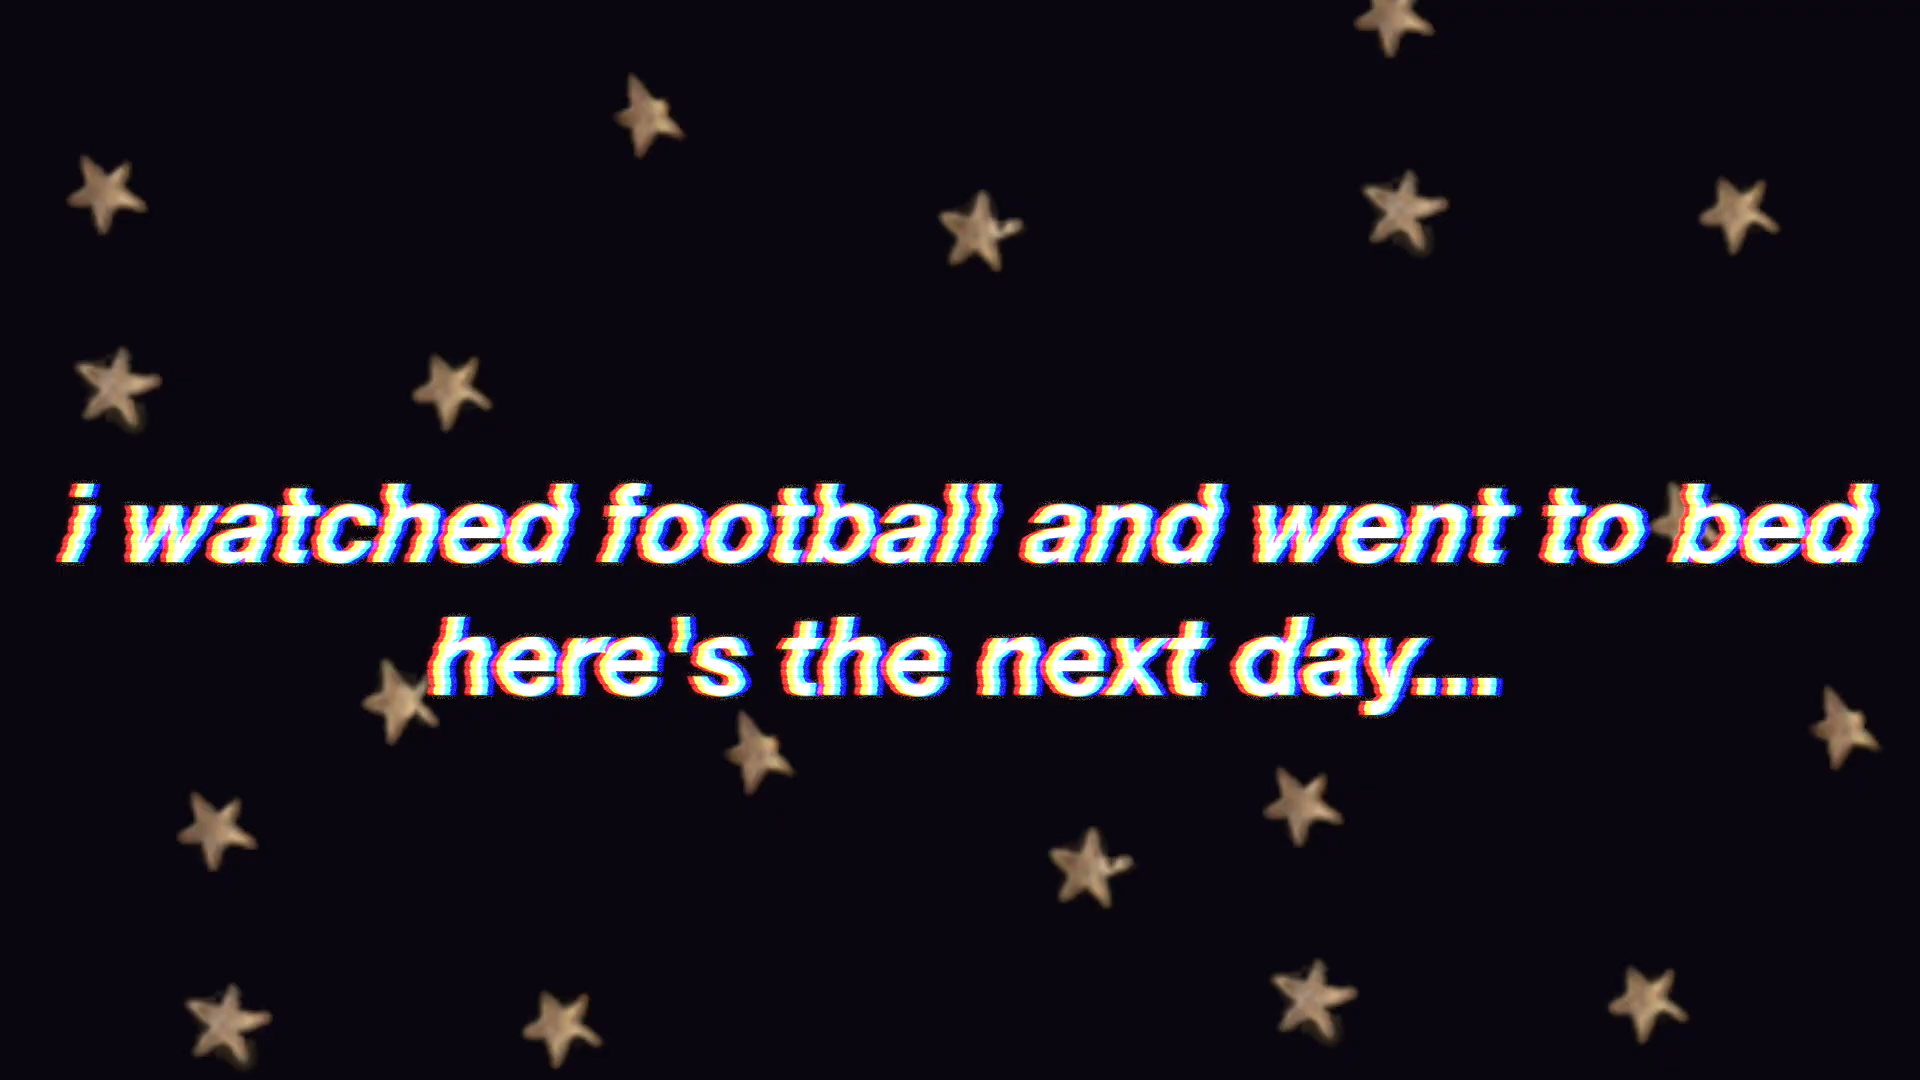 i watched football and went to bed
here's the next day...